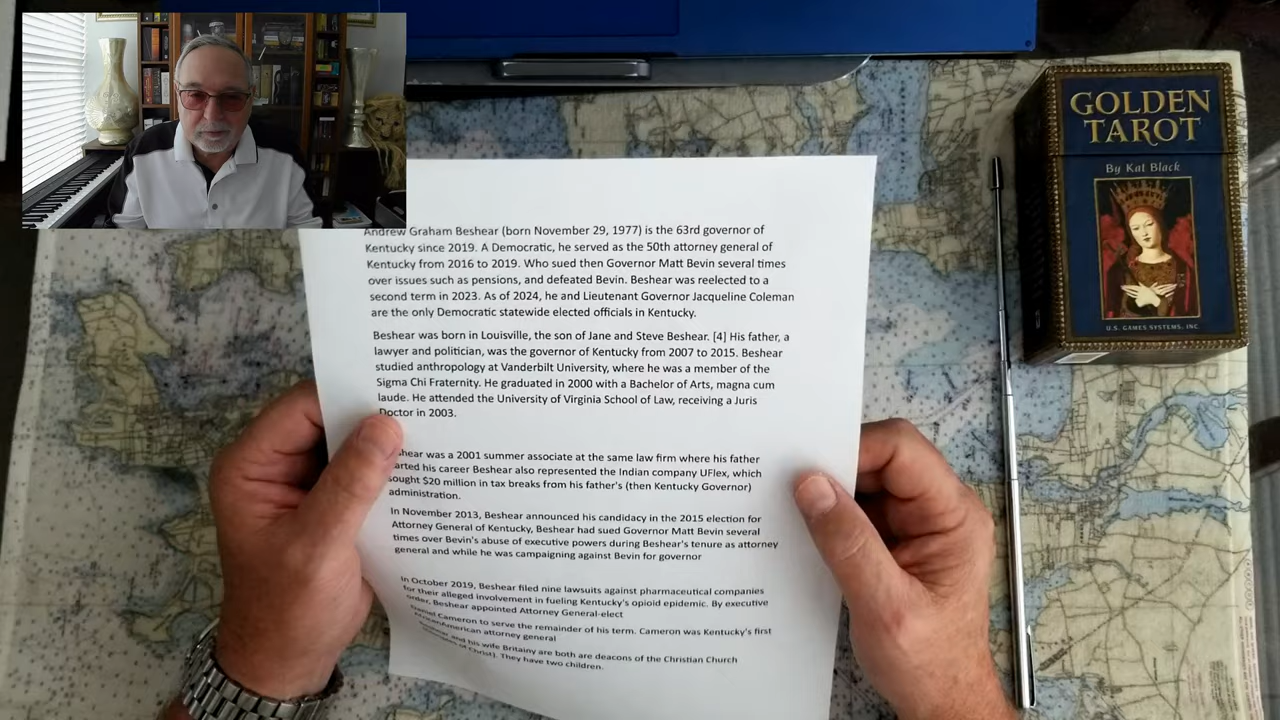 Andrew Graham Beshear (born November 29, 1977) is the 63rd governor of
Kentucky since 2019. A Democratic, he served as the 50th attorney general of
Kentucky from 2016 to 2019. Who sued then Governor Matt Bevin several times
over issues such as pensions, and defeated Bevin. Beshear was reelected to a
second term in 2023. As of 2024, he and Lieutenant Governor Jacqueline Coleman
are the only Democratic statewide elected officials in Kentucky.
Beshear was born in Louisville, the son of Jane and Steve Beshear. [4] His father, a
lawyer and politician, was the governor of Kentucky from 2007 to 2015. Beshear
studied anthropology at Vanderbilt University, where he was a member of the
Sigma Chi Fraternity. He graduated in 2000 with a Bachelor of Arts, magna cum
laude. He attended the University of Virginia School of Law, receiving a Juris
Doctor in 2003.
shear was a 2001 summer associate at the same law firm where his father
arted his career Beshear also represented the Indian company UFlex, which
ought $20 million in tax breaks from his father's (then Kentucky Governor)
administration.
In November 2013, Beshear announced his candidacy in the 2015 election for
Attorney General of Kentucky, Beshear had sued Governor Matt Bevin several
times over Bevin's abuse of executive powers during Beshear's tenure as attorney
general and while he was campaigning against Bevin for governor
In October 2019, Beshear filed nine lawsuits against pharmaceutical companies
for their alleged involvement in fueling Kentucky's opioid epidemic. By executive
order, Beshear appointed Attorney General-elect
Daniel Cameron to serve the remainder of his term. Cameron was Kentucky's first
AfricanAmerican attorney general
and his wife Britainy are both are deacons of the Christian Church
of Christ). They have two children.
GOLDEN
TAROT
By Kat Black
U.S. GAMES SYSTEMS, INC.